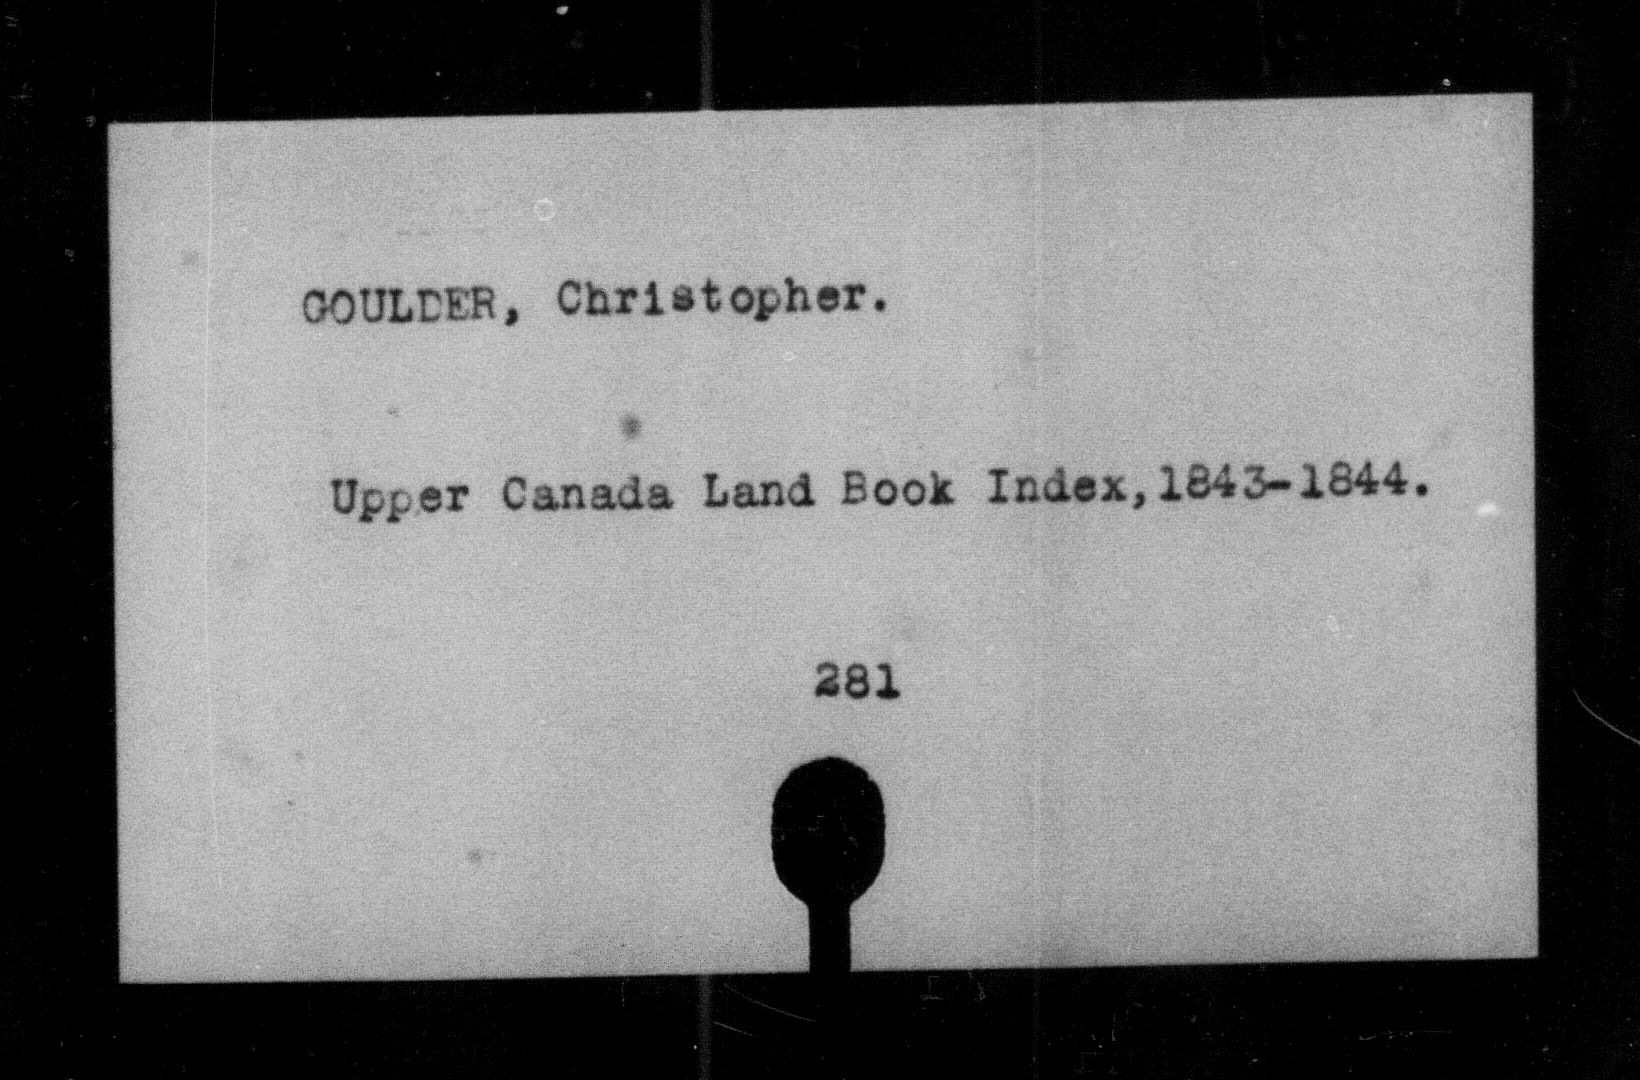 GOULDER, Christopher.
Upper Canada Land Book Index,1843-1844.
281